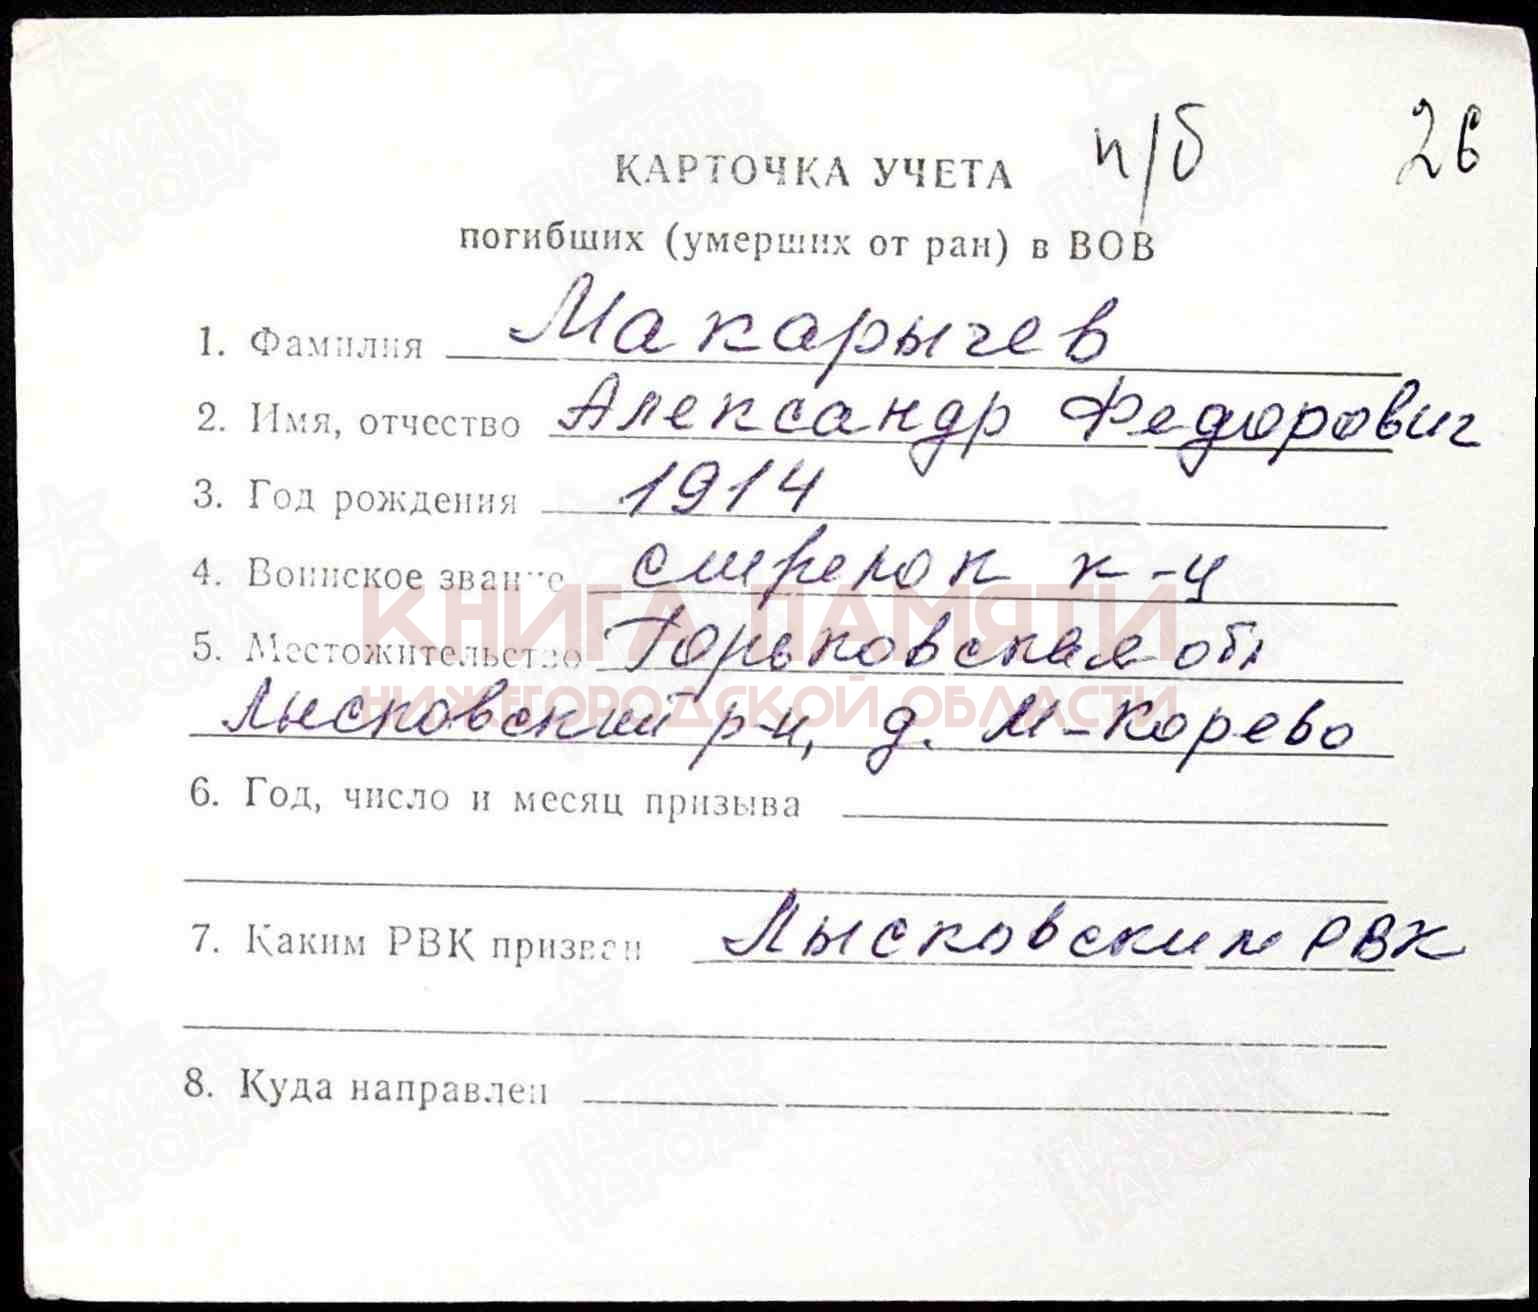 п/б 26
КАРТОЧКА УЧЕТА
погибших (умерших от ран) в ВОВ
1. Фамилия Макарычев
2. Имя, отчество Александр Федорович
3. Год рождения 1914
4. Воинское звание стрелок к-ц
КНИГА ПАМЯТИ
5. Местожительство Горьковская обл
НИЖЕГОРОДСКОЙ ОБЛАСТИ
Лысковский р-н, д. М-Корево
6. Год, число и месяц призыва
7. Каким РВК призван Лысковским РВК
8. Куда направлен
ПАМЯТЬ НАРОДА